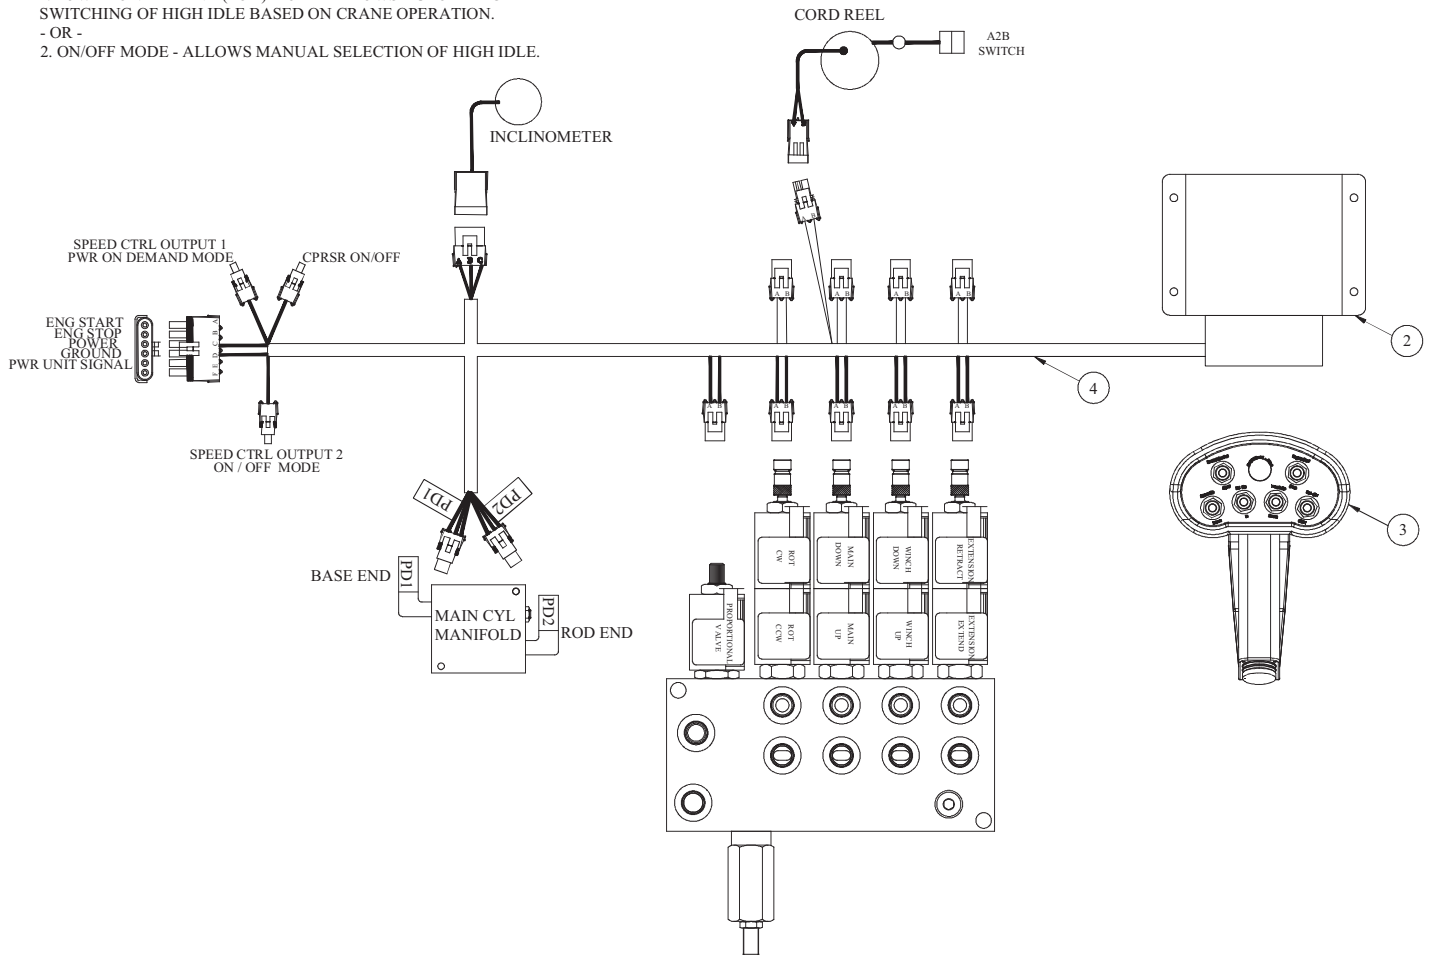 SWITCHING OF HIGH IDLE BASED ON CRANE OPERATION.
- OR -
2. ON/OFF MODE - ALLOWS MANUAL SELECTION OF HIGH IDLE.
CORD REEL
A2B
SWITCH
INCLINOMETER
SPEED CTRL OUTPUT 1
PWR ON DEMAND MODE
CPRSR ON/OFF
A B C
A B
A B
A B
A B
A B
ENG START
ENG STOP
POWER
GROUND
PWR UNIT SIGNAL
A
B
C
D
E
F
2
4
A B
A B
A B
A B
A B
SPEED CTRL OUTPUT 2
ON / OFF MODE
PD1
PD2
3
BASE END
PD1
MAIN CYL
MANIFOLD
PD2
ROD END
ROT
CW
MAIN
DOWN
WINCH
DOWN
EXTENSION
RETRACT
PROPORTIONAL
VALVE
ROT
CCW
MAIN
UP
WINCH
UP
EXTENSION
EXTEND